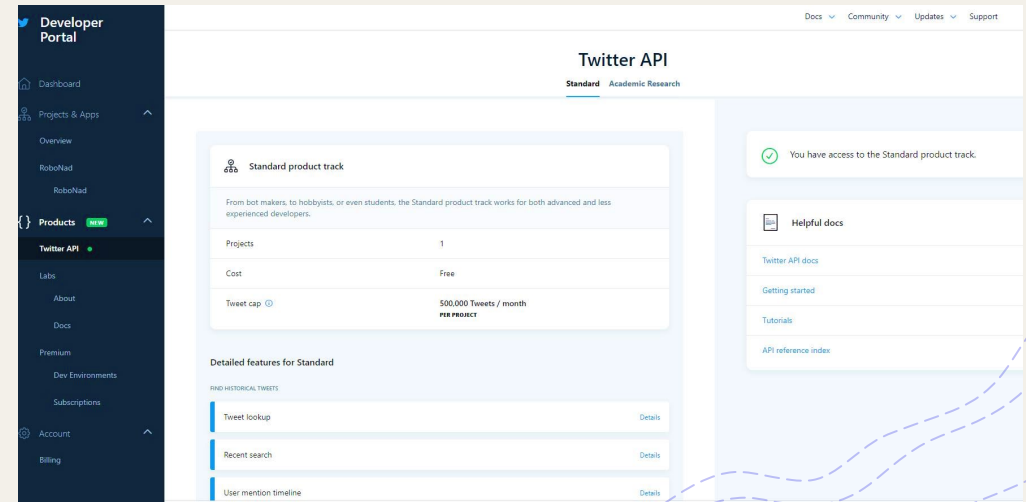 Developer
Portal
Dashboard
Projects & Apps
Overview
RoboNad
RoboNad
{ } Products NEW
Twitter API
Labs
About
Docs
Premium
Dev Environments
Subscriptions
Account
Billing
Docs Community Updates Support
Twitter API
Standard Academic Research
Standard product track
From bot makers, to hobbyists, or even students, the Standard product track works for both advanced and less
experienced developers.
Projects 1
Cost Free
Tweet cap 500,000 Tweets / month
PER PROJECT
Detailed features for Standard
FIND HISTORICAL TWEETS
Tweet lookup Details
Recent search Details
User mention timeline Details
You have access to the Standard product track.
Helpful docs
Twitter API docs
Getting started
Tutorials
API reference index